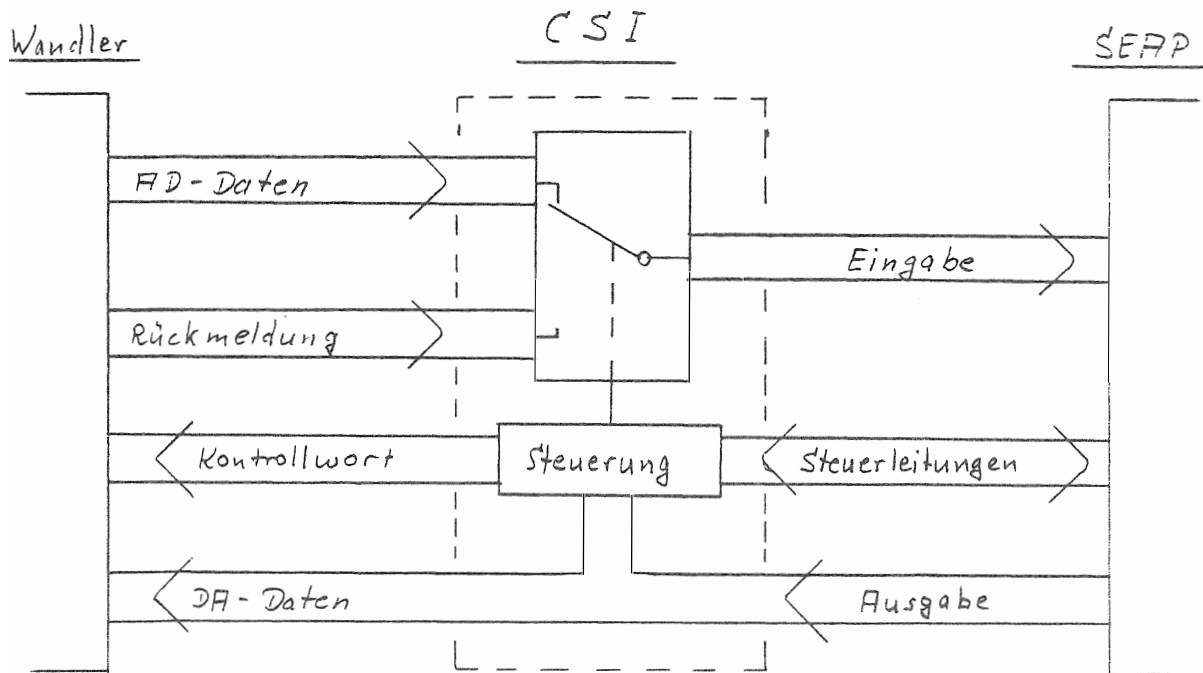 Wandler
CSI
SEAP
AD-Daten
Eingabe
Rückmeldung
Kontrollwort
Steuerung
Steuerleitungen
DA-Daten
Ausgabe